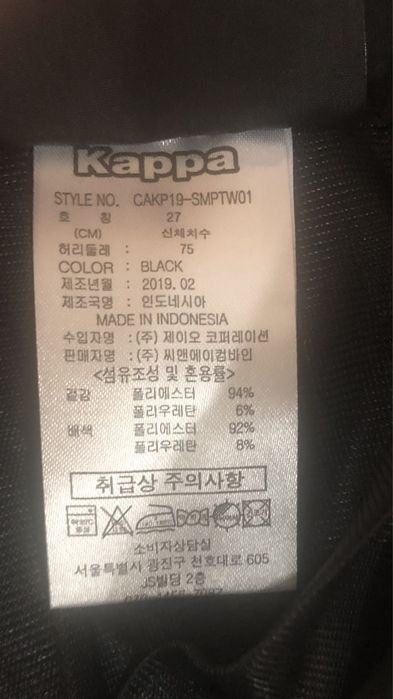 Kappa
STYLE NO. CAKP19-SMPTW01
호 칭 27
(CM) 신체치수
허리둘레 : 75
COLOR : BLACK
제조년월 : 2019. 02
제조국명 : 인도네시아
MADE IN INDONESIA
수입자명 : (주) 제이오 코퍼레이션
판매자명 : (주) 씨앤에이컴바인
<섬유조성 및 혼용률>
겉감 폴리에스터 94%
폴리우레탄 6%
배색 폴리에스터 92%
폴리우레탄 8%
취급상 주의사항
소비자상담실
서울특별시 광진구 천호대로 605
JS빌딩 2층